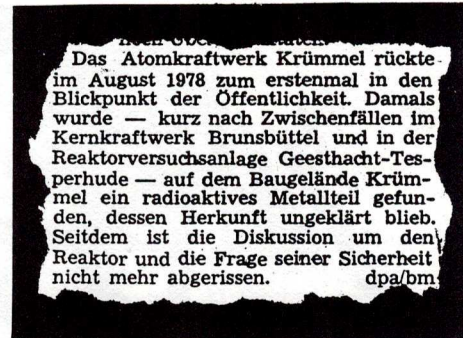 Das Atomkraftwerk Krümmel rückte
im August 1978 zum erstenmal in den
Blickpunkt der Öffentlichkeit. Damals
wurde — kurz nach Zwischenfällen im
Kernkraftwerk Brunsbüttel und in der
Reaktorversuchsanlage Geesthacht-Tes-
perhude — auf dem Baugelände Krüm-
mel ein radioaktives Metallteil gefun-
den, dessen Herkunft ungeklärt blieb.
Seitdem ist die Diskussion um den
Reaktor und die Frage seiner Sicherheit
nicht mehr abgerissen. dpa/bm